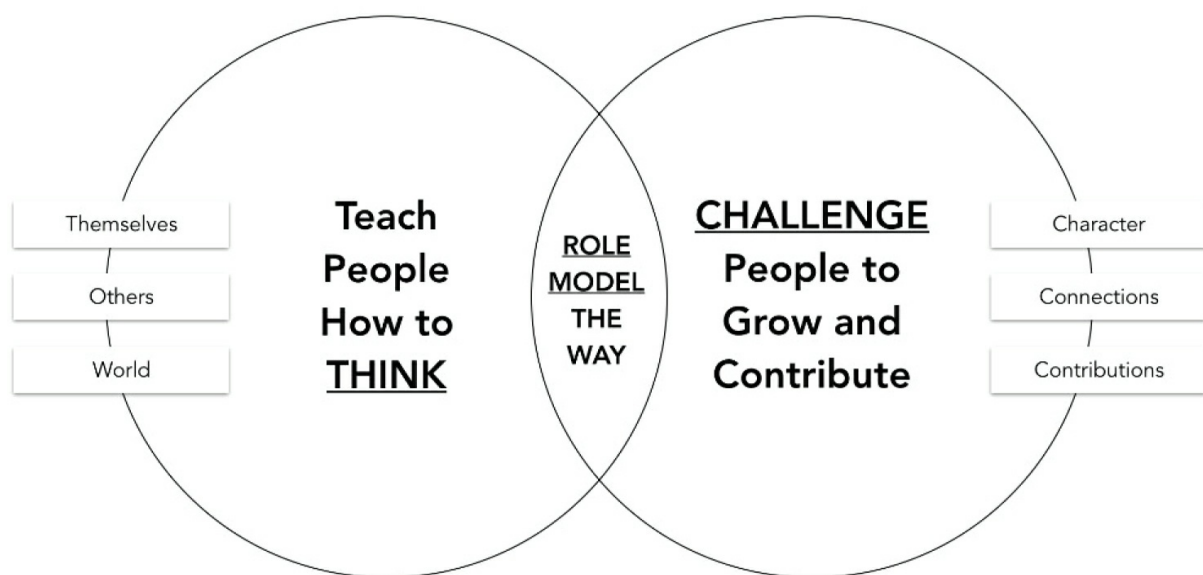 Themselves
Others
World
Teach
People
How to
THINK
ROLE
MODEL
THE
WAY
CHALLENGE
People to
Grow and
Contribute
Character
Connections
Contributions